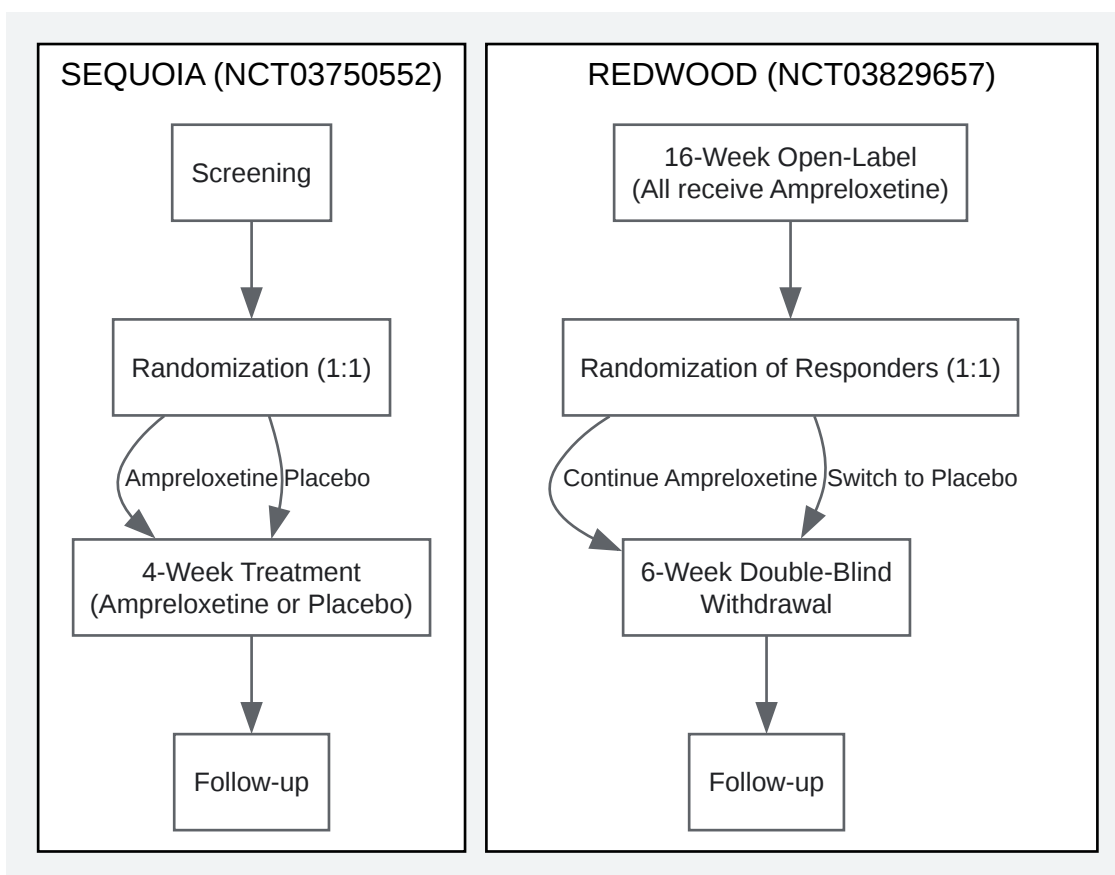 SEQUOIA (NCT03750552)
Screening
Randomization (1:1)
Ampreloxetine
Placebo
4-Week Treatment
(Ampreloxetine or Placebo)
Follow-up
REDWOOD (NCT03829657)
16-Week Open-Label
(All receive Ampreloxetine)
Randomization of Responders (1:1)
Continue Ampreloxetine
Switch to Placebo
6-Week Double-Blind
Withdrawal
Follow-up